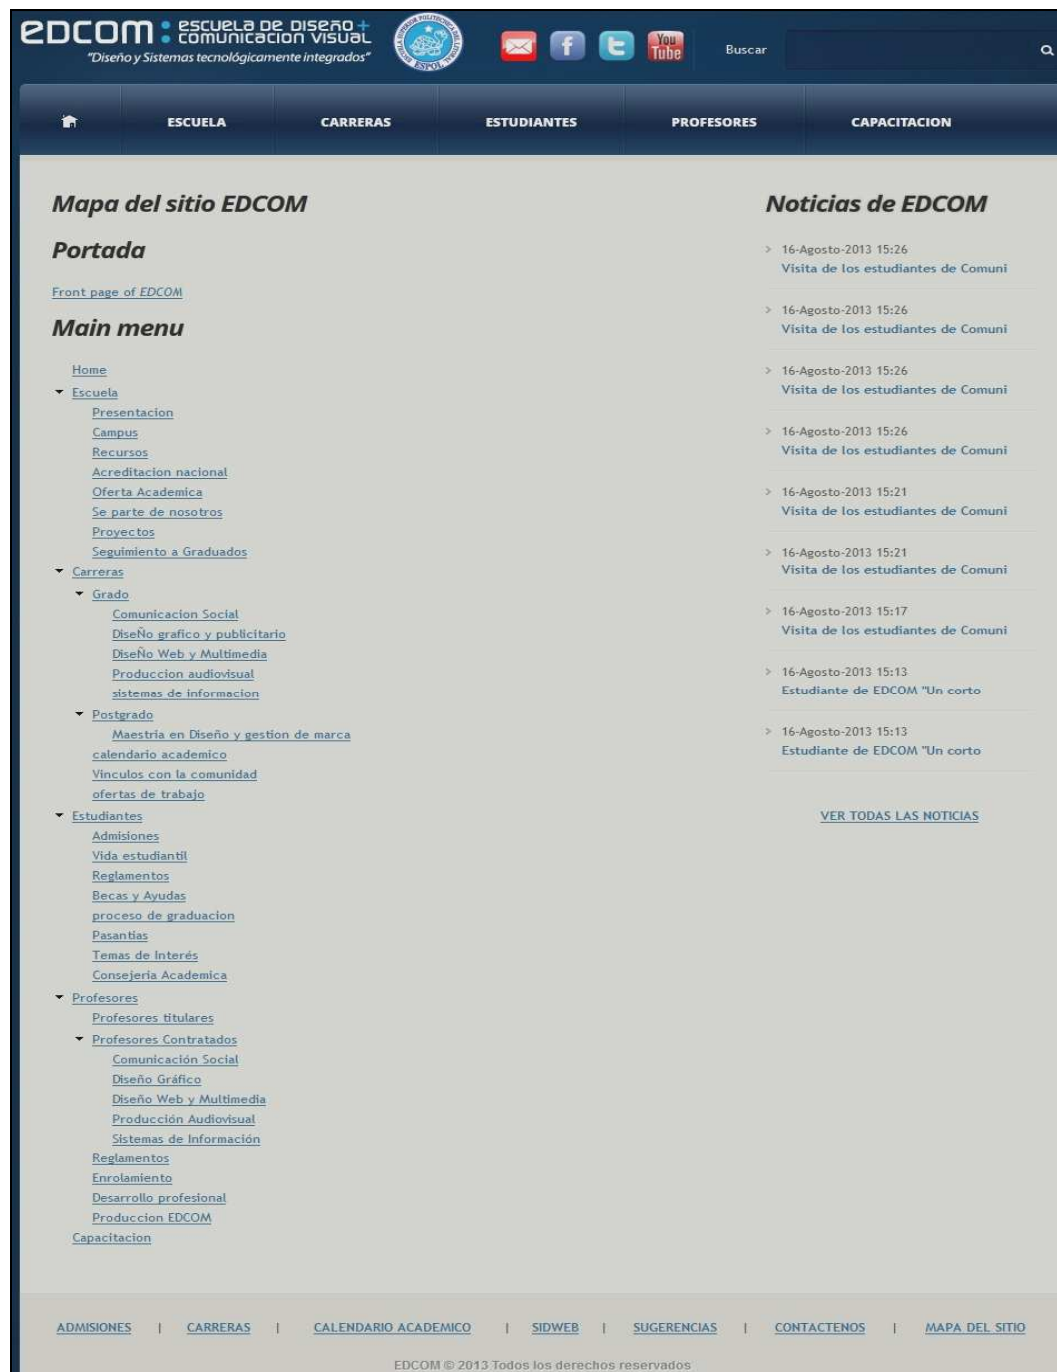 EDCOM : ESCUELA DE DISEÑO +
COMUNICACIÓN VISUAL
"Diseño y Sistemas tecnológicamente integrados"
ESPOL
You
Tube
Buscar
ESCUELA CARRERAS ESTUDIANTES PROFESORES CAPACITACION
Mapa del sitio EDCOM
Portada
Front page of EDCOM
Main menu
Home
Escuela
Presentacion
Campus
Recursos
Acreditacion nacional
Oferta Academica
Se parte de nosotros
Proyectos
Seguimiento a Graduados
Carreras
Grado
Comunicacion Social
DiseÑo grafico y publicitario
DiseÑo Web y Multimedia
Produccion audiovisual
sistemas de informacion
Postgrado
Maestria en Diseño y gestion de marca
calendario academico
Vinculos con la comunidad
ofertas de trabajo
Estudiantes
Admisiones
Vida estudiantil
Reglamentos
Becas y Ayudas
proceso de graduacion
Pasantias
Temas de Interés
Consejeria Academica
Profesores
Profesores titulares
Profesores Contratados
Comunicación Social
Diseño Gráfico
Diseño Web y Multimedia
Producción Audiovisual
Sistemas de Información
Reglamentos
Enrolamiento
Desarrollo profesional
Produccion EDCOM
Capacitacion
Noticias de EDCOM
> 16-Agosto-2013 15:26
Visita de los estudiantes de Comuni
> 16-Agosto-2013 15:26
Visita de los estudiantes de Comuni
> 16-Agosto-2013 15:26
Visita de los estudiantes de Comuni
> 16-Agosto-2013 15:26
Visita de los estudiantes de Comuni
> 16-Agosto-2013 15:21
Visita de los estudiantes de Comuni
> 16-Agosto-2013 15:21
Visita de los estudiantes de Comuni
> 16-Agosto-2013 15:17
Visita de los estudiantes de Comuni
> 16-Agosto-2013 15:13
Estudiante de EDCOM "Un corto
> 16-Agosto-2013 15:13
Estudiante de EDCOM "Un corto
VER TODAS LAS NOTICIAS
ADMISIONES | CARRERAS | CALENDARIO ACADEMICO | SIDWEB | SUGERENCIAS | CONTACTENOS | MAPA DEL SITIO
EDCOM © 2013 Todos los derechos reservados